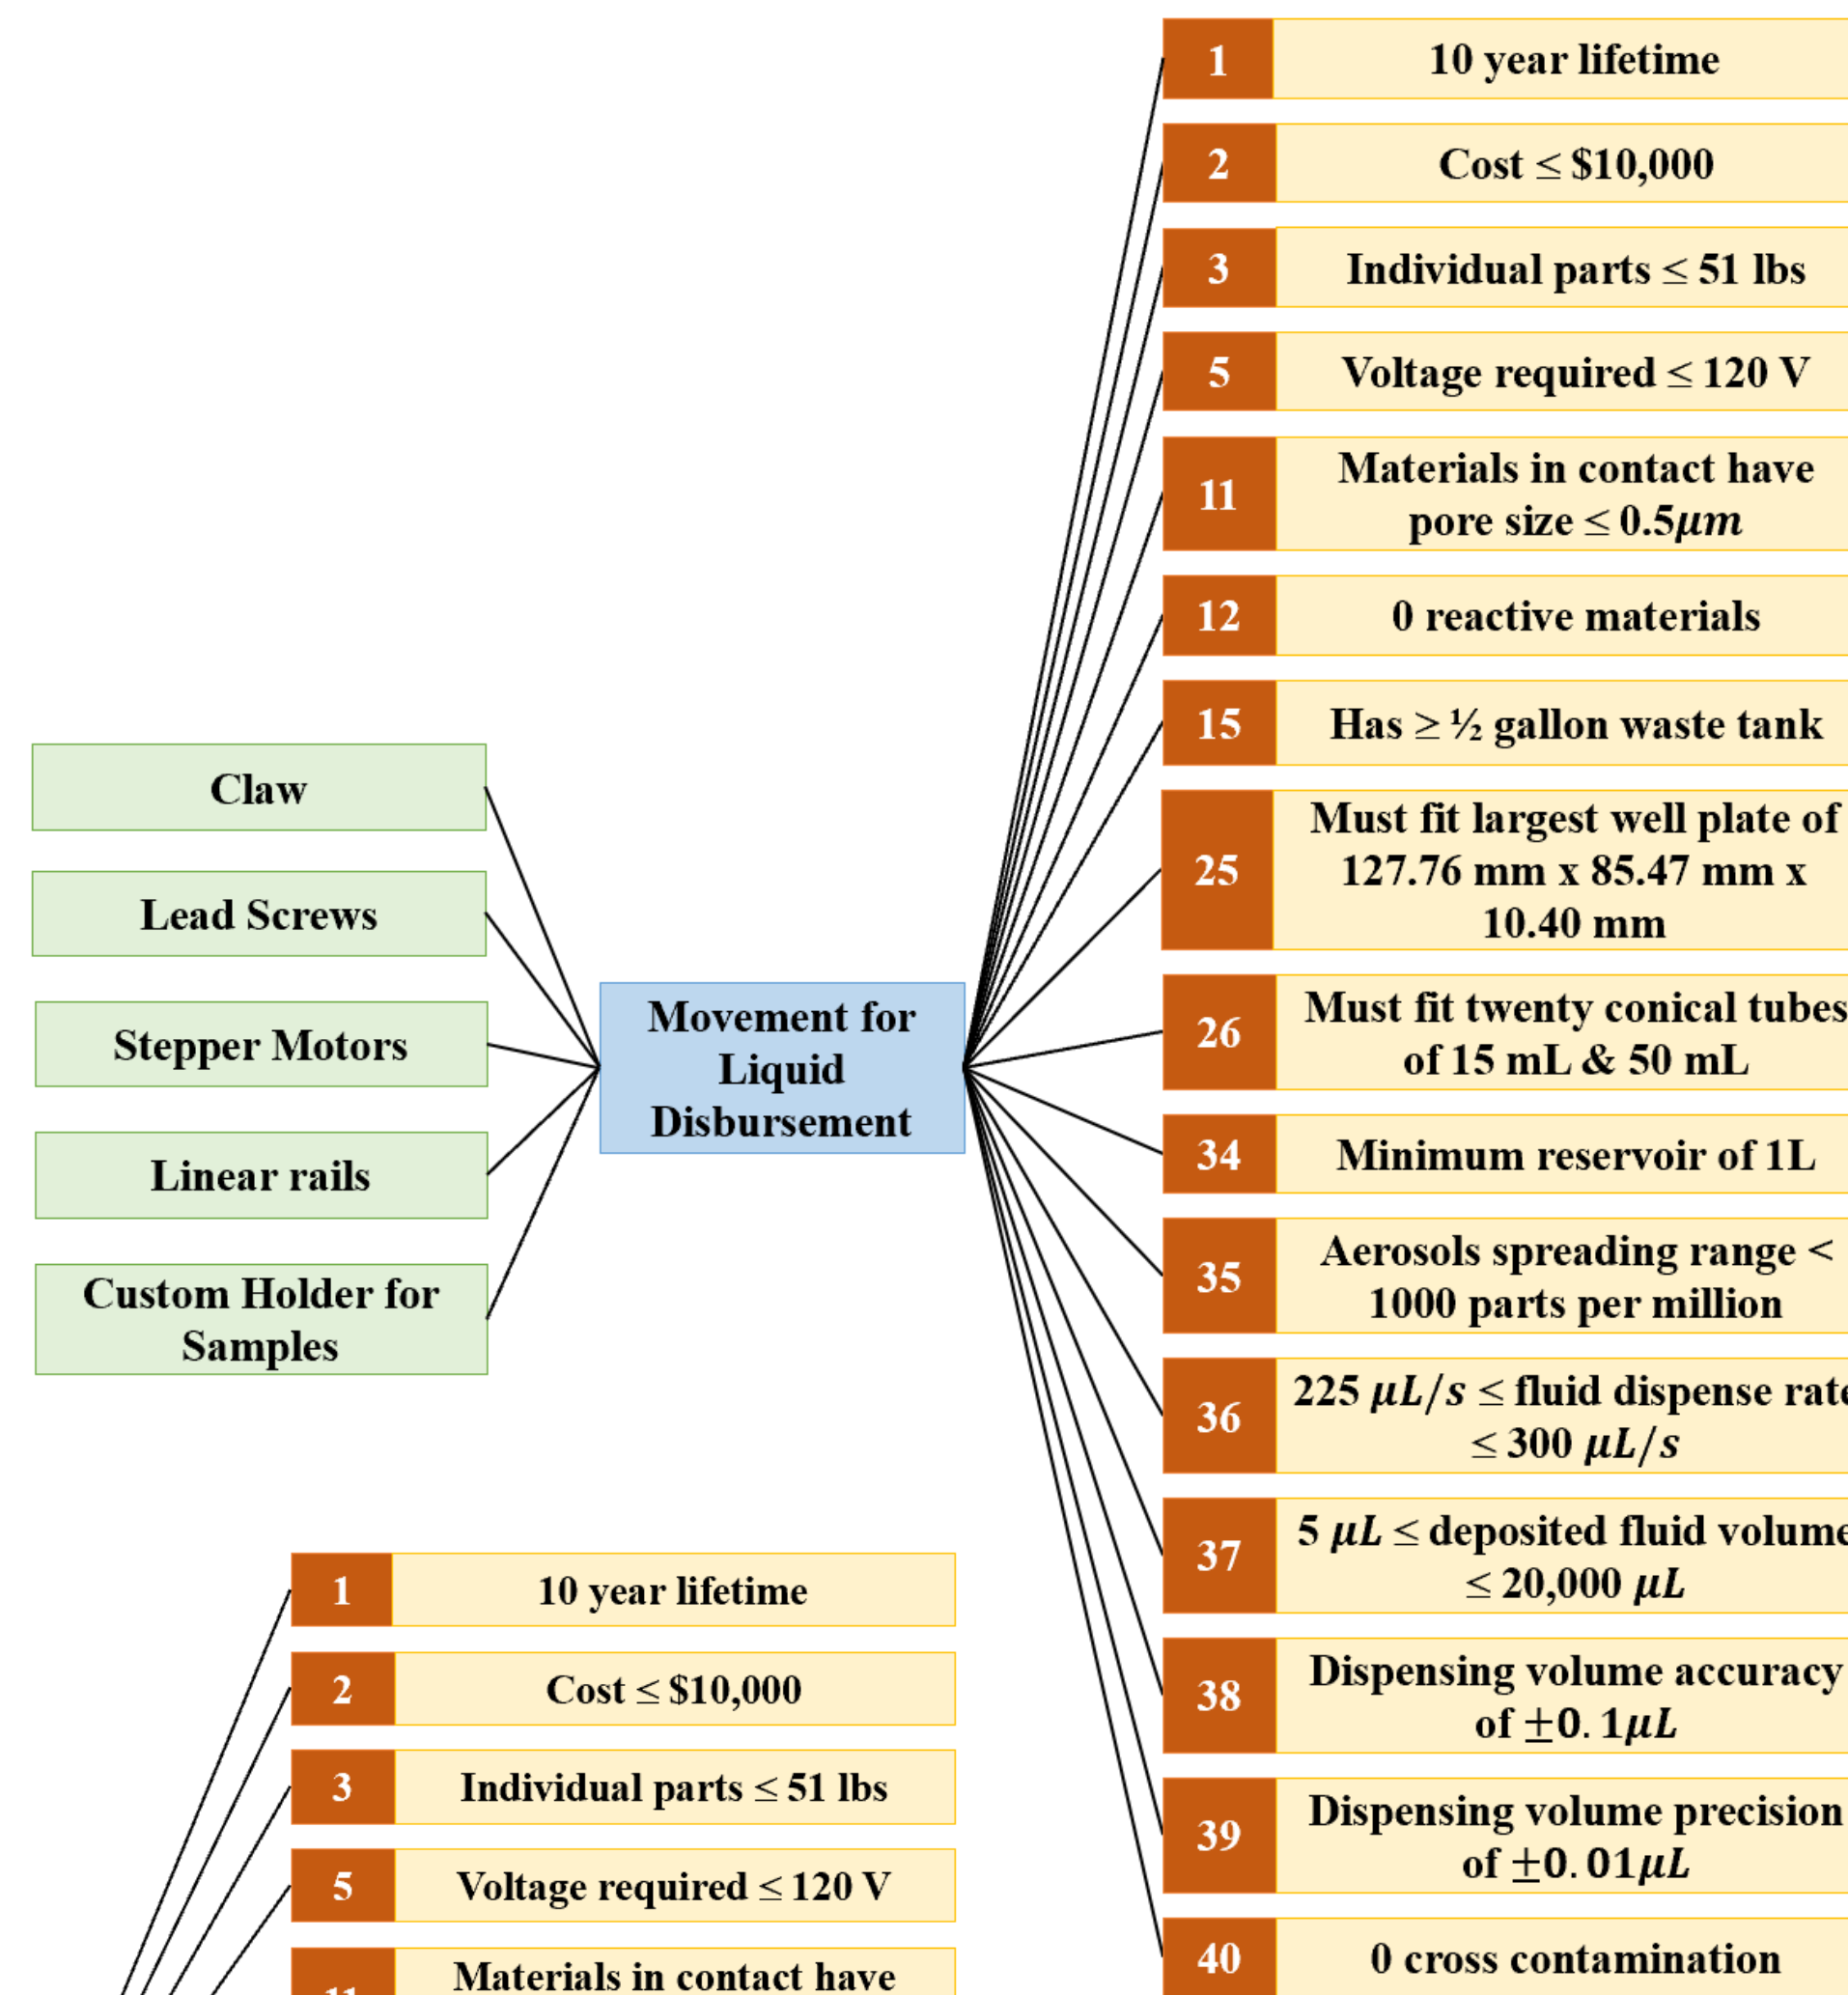 1
10 year lifetime
2
Cost ≤ $10,000
3
Individual parts ≤ 51 lbs
5
Voltage required ≤ 120 V
11
Materials in contact have
pore size ≤ 0.5μm
12
0 reactive materials
15
Has ≥ ½ gallon waste tank
25
Must fit largest well plate of
127.76 mm x 85.47 mm x
10.40 mm
26
Must fit twenty conical tubes
of 15 mL & 50 mL
34
Minimum reservoir of 1L
35
Aerosols spreading range <
1000 parts per million
36
225 μL/s ≤ fluid dispense rate
≤ 300 μL/s
37
5 μL ≤ deposited fluid volume
≤ 20,000 μL
38
Dispensing volume accuracy
of ±0.1μL
39
Dispensing volume precision
of ±0.01μL
40
0 cross contamination
Claw
Lead Screws
Stepper Motors
Linear rails
Custom Holder for
Samples
Movement for
Liquid
Disbursement
1
10 year lifetime
2
Cost ≤ $10,000
3
Individual parts ≤ 51 lbs
5
Voltage required ≤ 120 V
11
Materials in contact have